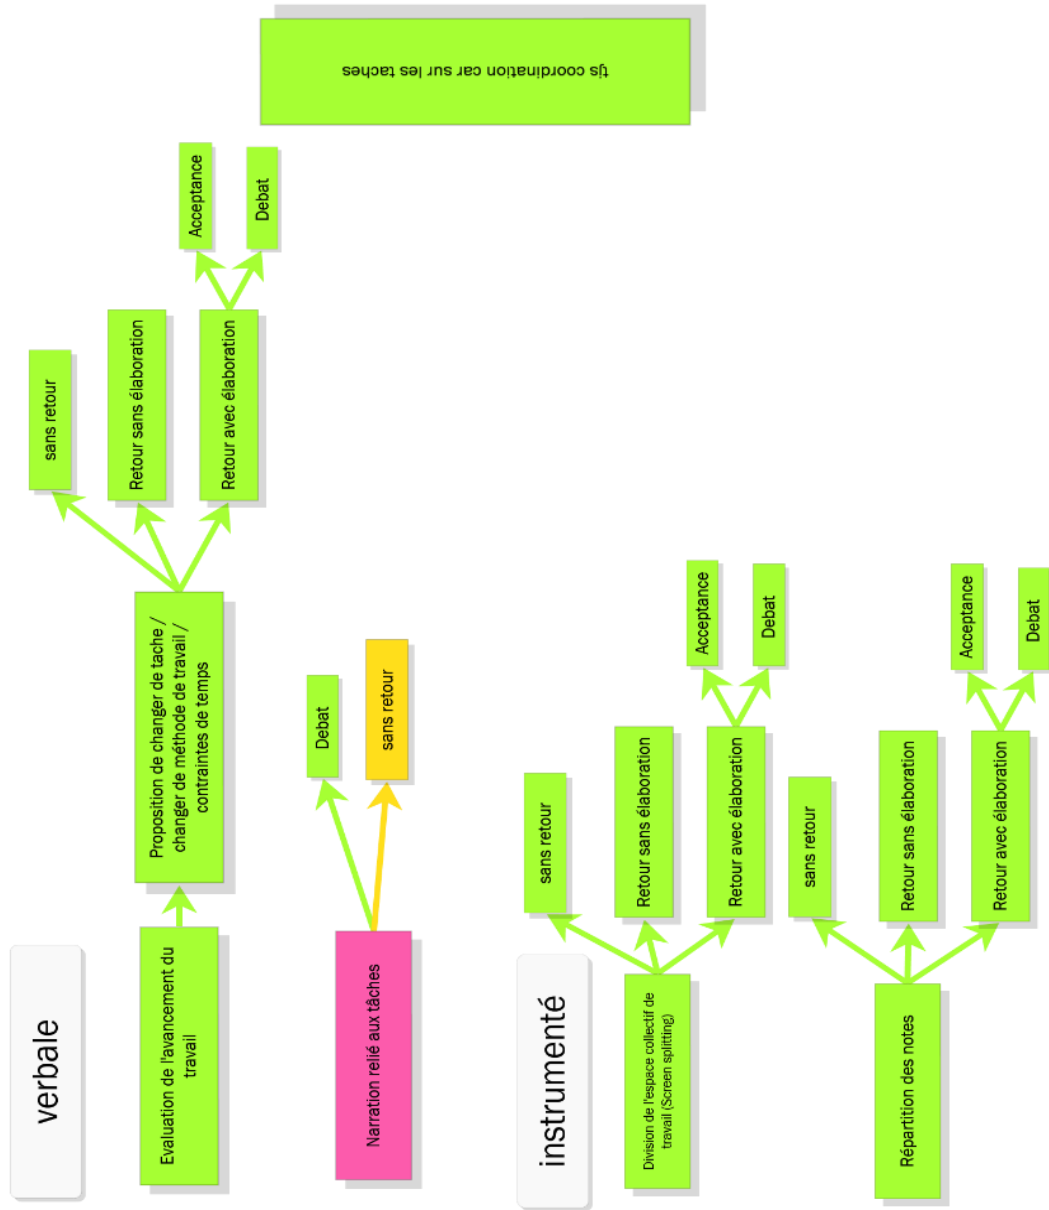 verbale
Evaluation de l'avancement du
travail
Proposition de changer de tache /
changer de méthode de travail /
contraintes de temps
sans retour
Retour sans élaboration
Retour avec élaboration
Acceptance
Debat
tjs coordination car sur les taches
Narration relié aux tâches
Debat
sans retour
instrumenté
Division de l'espace collectif de
travail (Screen splitting)
sans retour
Retour sans élaboration
Retour avec élaboration
Acceptance
Debat
Répartition des notes
sans retour
Retour sans élaboration
Retour avec élaboration
Acceptance
Debat